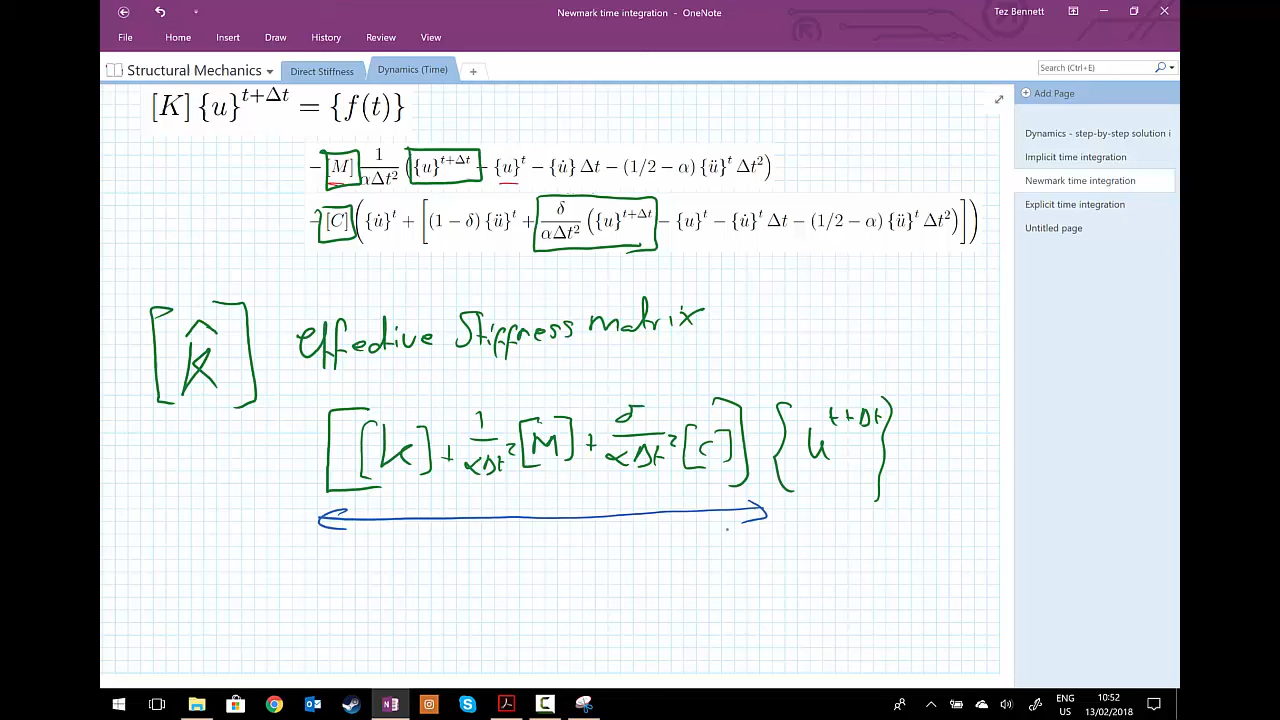 Newmark time integration - OneNote
Tez Bennett
File Home Insert Draw History Review View
Structural Mechanics Direct Stiffness Dynamics (Time) + Search (Ctrl+E)
Add Page
Dynamics - step-by-step solution i
Implicit time integration
Newmark time integration
Explicit time integration
Untitled page
[K] {u}^{t+Δt} = {f(t)}
− [M] 1/(αΔt²) ({u}^{t+Δt} − {u}^t − {u̇} Δt − (1/2 − α) {ü}^t Δt²)
− [C] ({u̇}^t + [(1 − δ) {ü}^t + δ/(αΔt²) ({u}^{t+Δt} − {u}^t − {u̇}^t Δt − (1/2 − α) {ü}^t Δt²)])
[K̂] effective Stiffness matrix
[[K] + 1/(αΔt²) [M] + δ/(αΔt²) [C]] {u^{t+Δt}}
ENG 10:52
US 13/02/2018